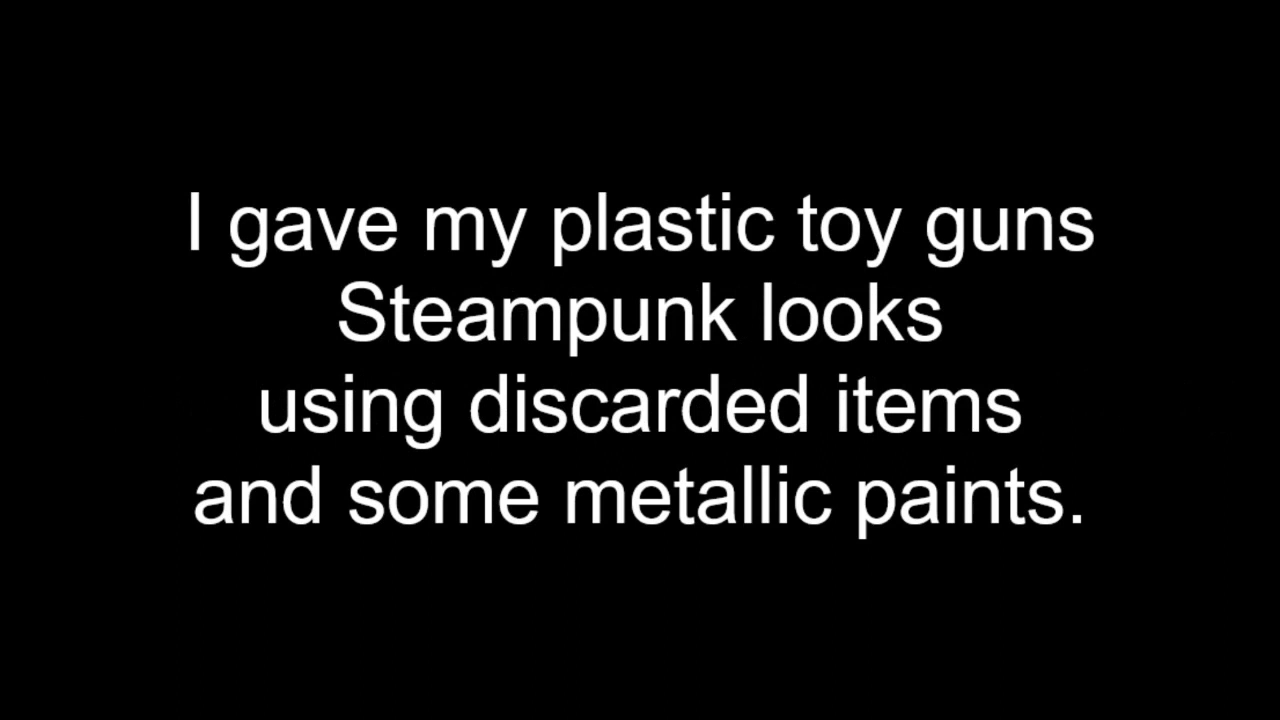 I gave my plastic toy guns
Steampunk looks
using discarded items
and some metallic paints.